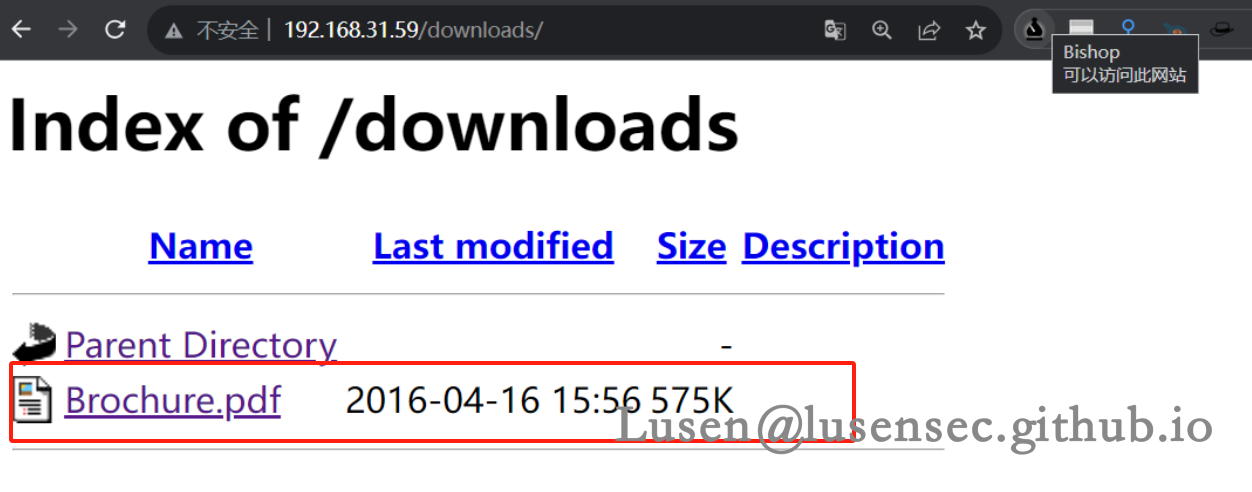 不安全 | 192.168.31.59/downloads/
Bishop
可以访问此网站
Index of /downloads
Name Last modified Size Description
Parent Directory -
Brochure.pdf 2016-04-16 15:56 575K
Lusen@lusensec.github.io